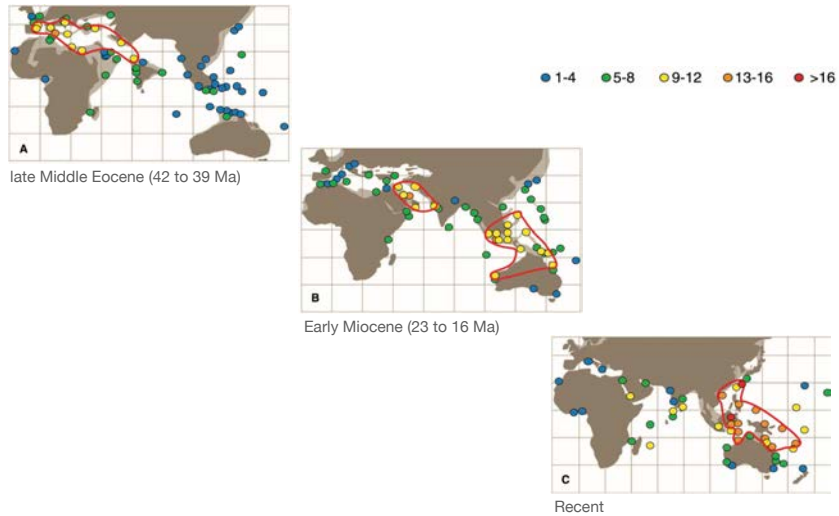 1-4 5-8 9-12 13-16 >16
A
late Middle Eocene (42 to 39 Ma)
B
Early Miocene (23 to 16 Ma)
C
Recent